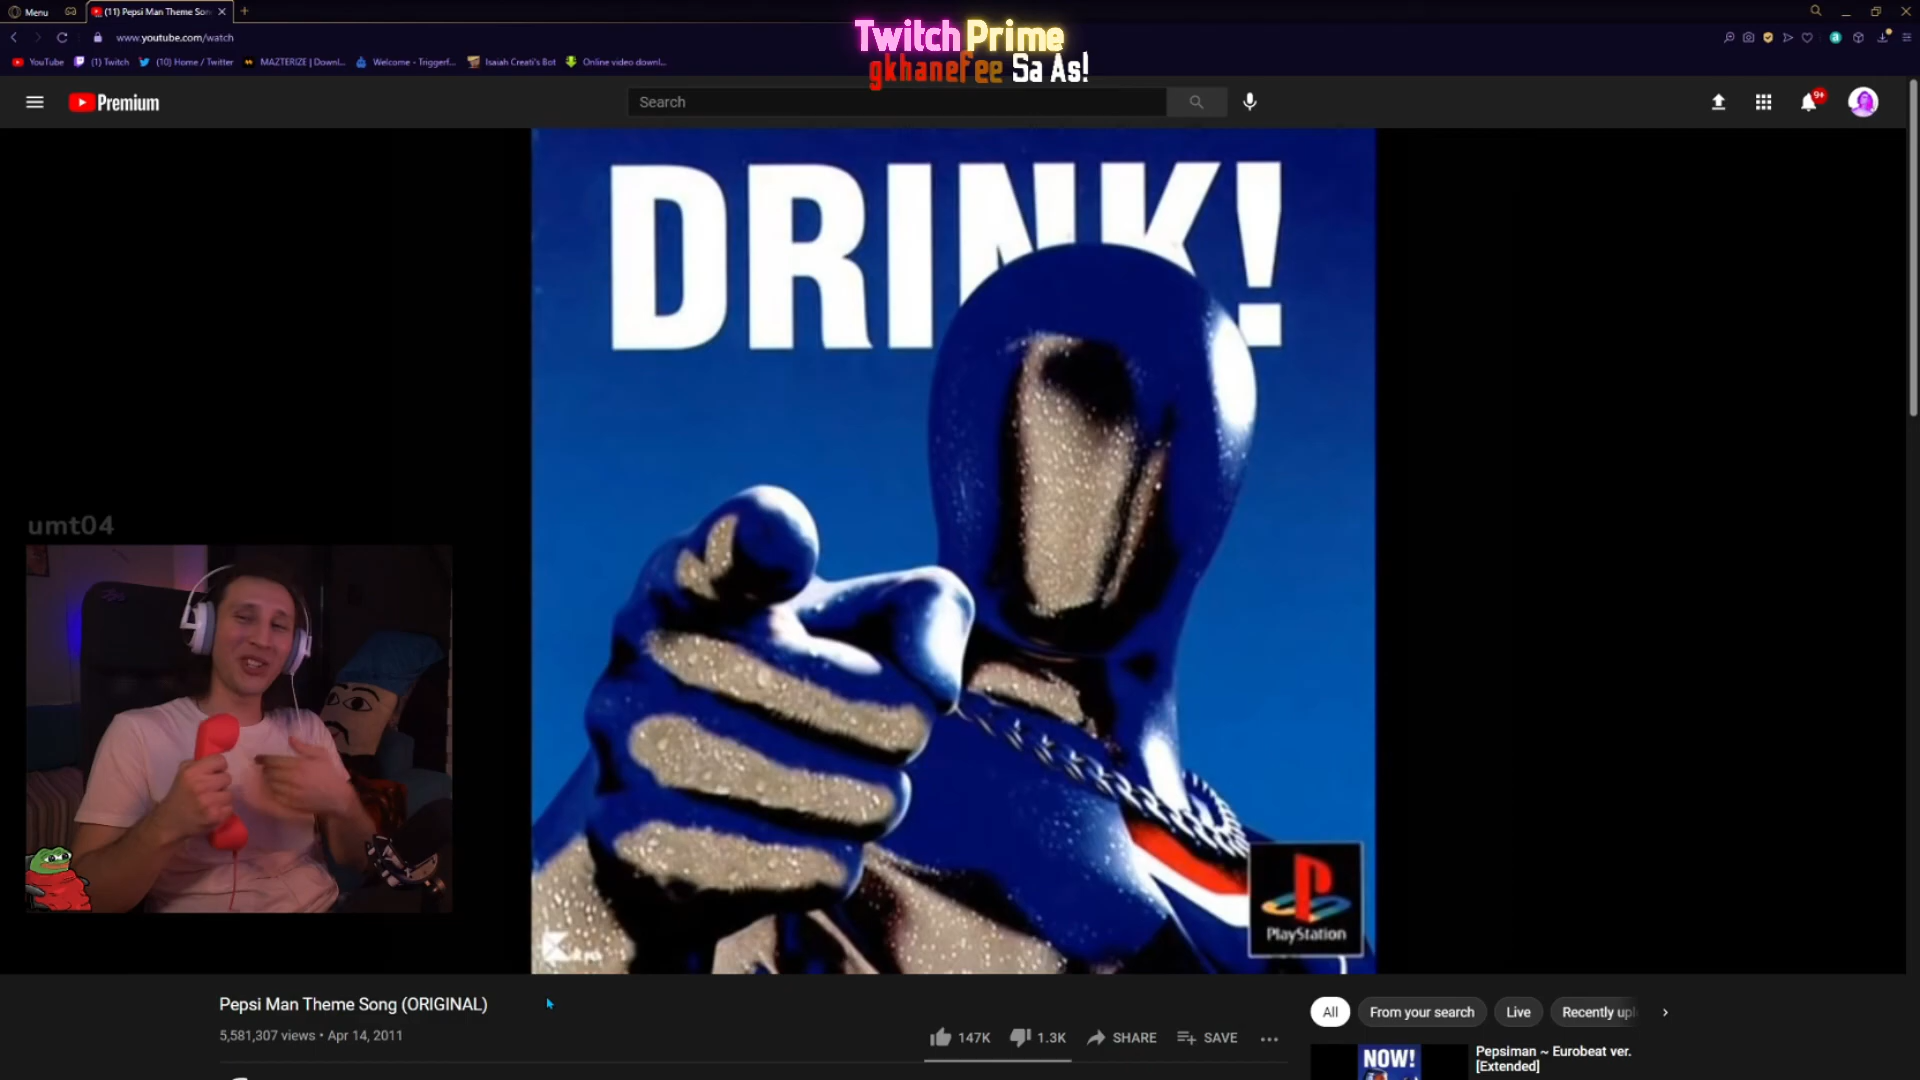 Menu
(11) Pepsi Man Theme Son
www.youtube.com/watch
YouTube
(1) Twitch
(10) Home / Twitter
MAZTERIZE | Downl...
Welcome - Triggerf...
Isaiah Creati's Bot
Online video downl...
Twitch Prime
gkhanefee Sa As!
Premium
Search
9+
DRINK!
umt04
PlayStation
Pepsi Man Theme Song (ORIGINAL)
5,581,307 views • Apr 14, 2011
147K
1.3K
SHARE
SAVE
All
From your search
Live
Recently upl
NOW!
Pepsiman ~ Eurobeat ver.
[Extended]